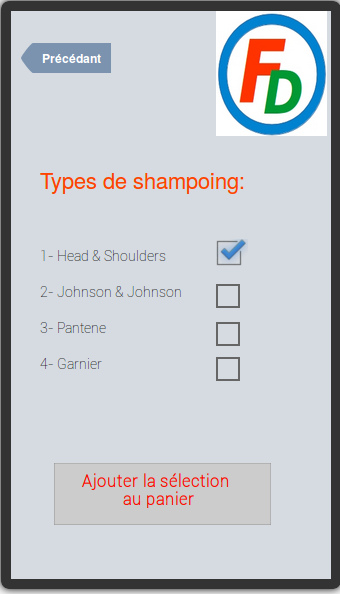 Précédant
FD
Types de shampoing:
1- Head & Shoulders
2- Johnson & Johnson
3- Pantene
4- Garnier
Ajouter la sélection
au panier